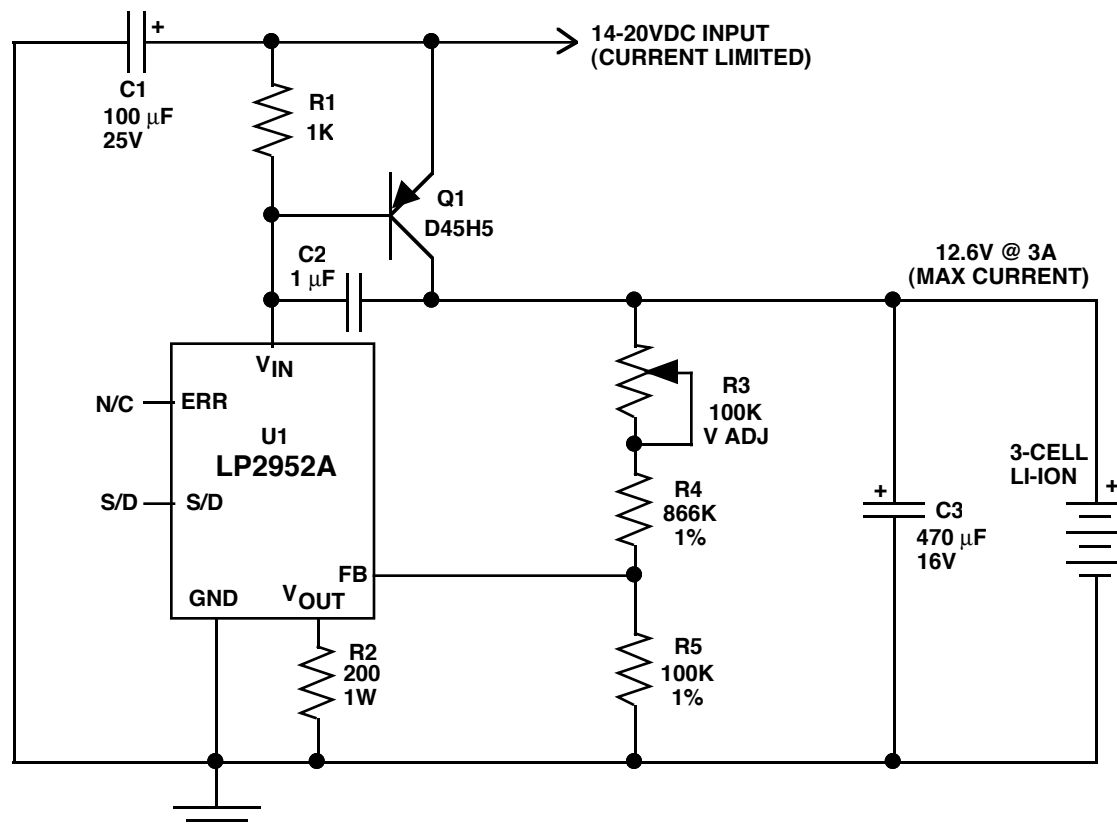 +
14-20VDC INPUT
(CURRENT LIMITED)
C1
100 μF
25V
R1
1K
Q1
D45H5
C2
1 μF
12.6V @ 3A
(MAX CURRENT)
VIN
N/C
ERR
U1
LP2952A
S/D
S/D
FB
GND
VOUT
R2
200
1W
R3
100K
V ADJ
R4
866K
1%
R5
100K
1%
+
C3
470 μF
16V
3-CELL
LI-ION
+